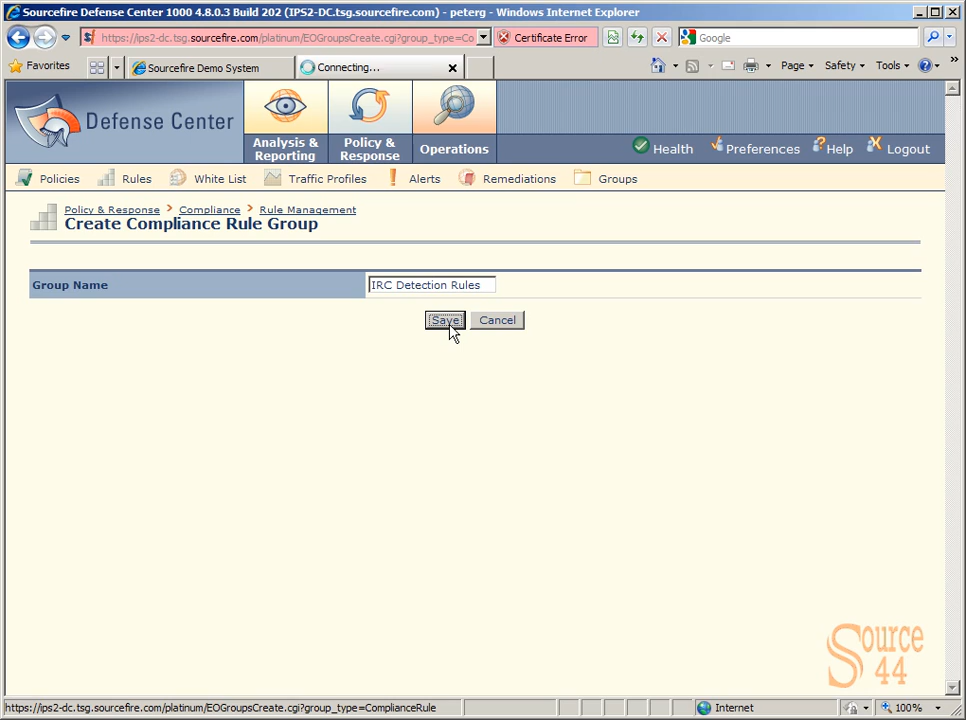 Sourcefire Defense Center 1000 4.8.0.3 Build 202 (IPS2-DC.tsg.sourcefire.com) - peterg - Windows Internet Explorer
https://ips2-dc.tsg.sourcefire.com/platinum/EOGroupsCreate.cgi?group_type=Co
Certificate Error
Google
Favorites
Sourcefire Demo System
Connecting...
Page
Safety
Tools
Defense Center
Analysis & Reporting
Policy & Response
Operations
Health
Preferences
Help
Logout
Policies
Rules
White List
Traffic Profiles
Alerts
Remediations
Groups
Policy & Response > Compliance > Rule Management
Create Compliance Rule Group
Group Name
IRC Detection Rules
Save
Cancel
Source
44
https://ips2-dc.tsg.sourcefire.com/platinum/EOGroupsCreate.cgi?group_type=ComplianceRule
Internet
100%